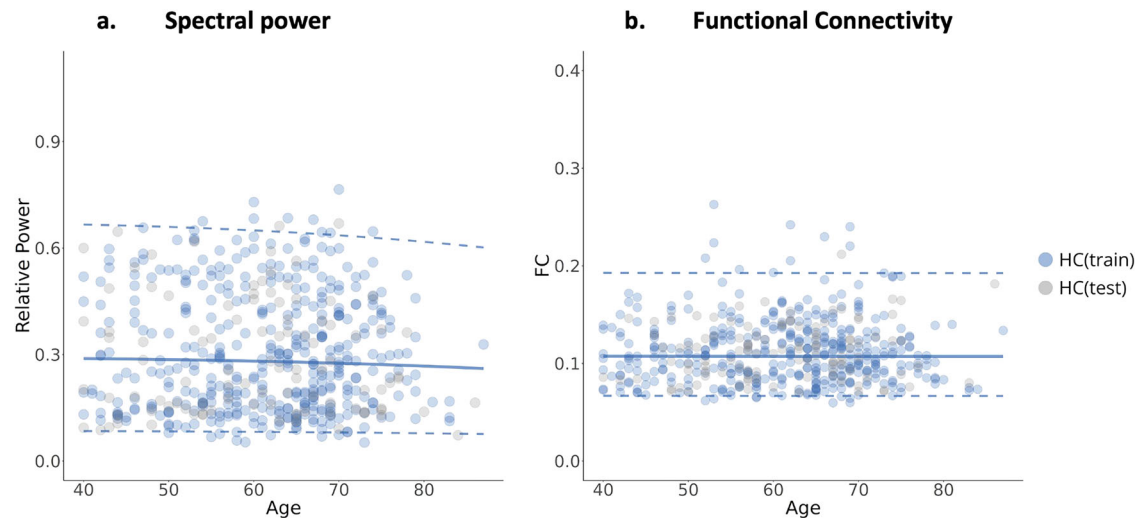 a. Spectral power
b. Functional Connectivity
Relative Power
0.9
0.6
0.3
0.0
40 50 60 70 80
Age
FC
0.4
0.3
0.2
0.1
0.0
40 50 60 70 80
Age
HC(train)
HC(test)